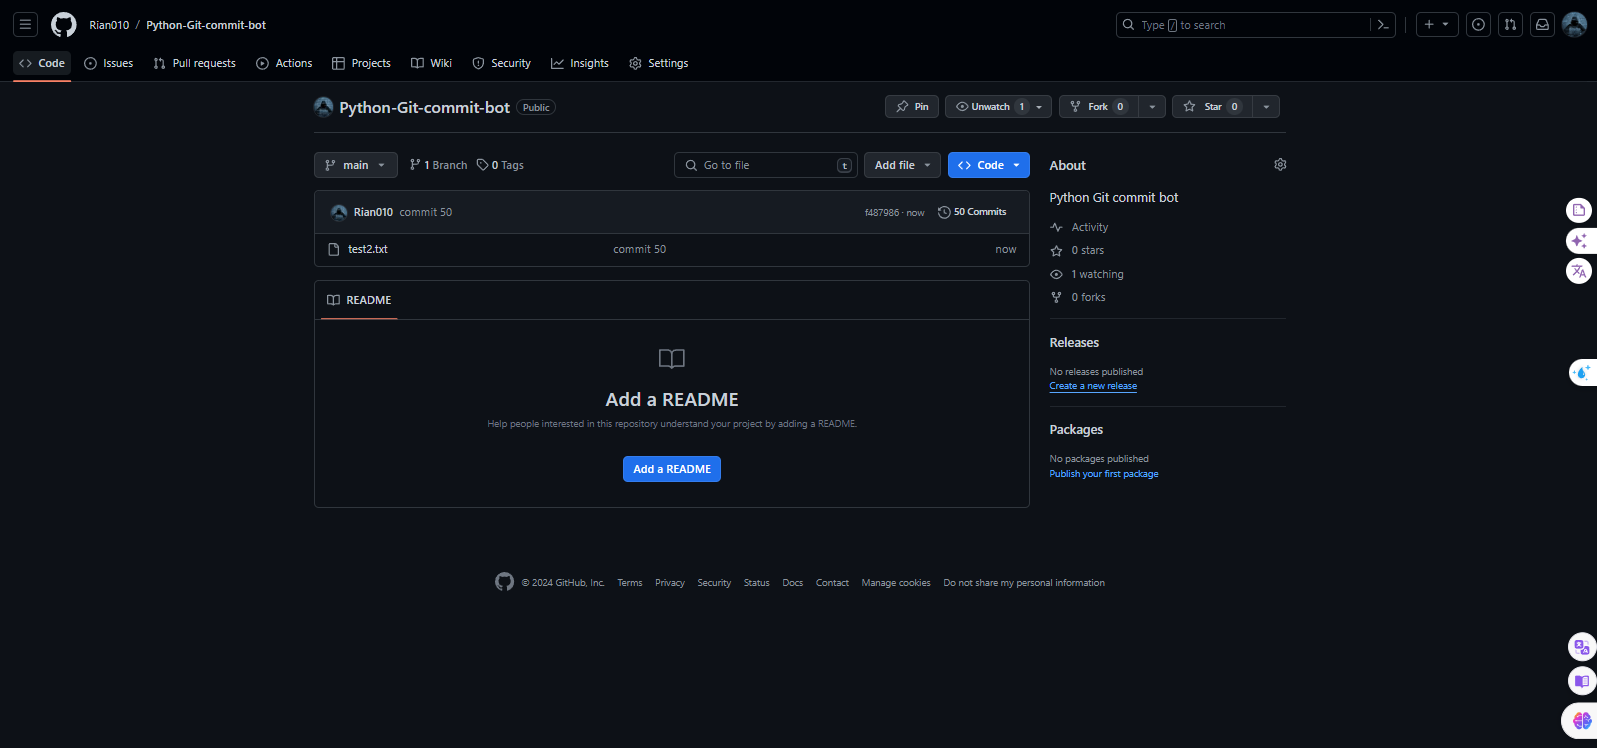 Rian010 / Python-Git-commit-bot
Type / to search
Code Issues Pull requests Actions Projects Wiki Security Insights Settings
Python-Git-commit-bot Public
Pin Unwatch 1 Fork 0 Star 0
main 1 Branch 0 Tags Go to file t Add file Code
Rian010 commit 50 f487986 · now 50 Commits
test2.txt commit 50 now
README
Add a README
Help people interested in this repository understand your project by adding a README.
Add a README
About
Python Git commit bot
Activity
0 stars
1 watching
0 forks
Releases
No releases published
Create a new release
Packages
No packages published
Publish your first package
© 2024 GitHub, Inc. Terms Privacy Security Status Docs Contact Manage cookies Do not share my personal information